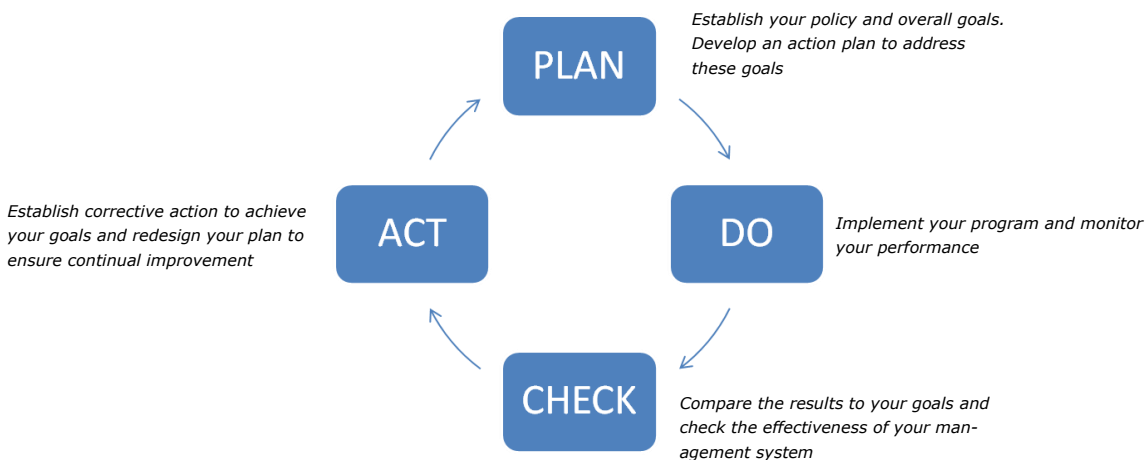 PLAN
Establish your policy and overall goals.
Develop an action plan to address
these goals
DO
Implement your program and monitor
your performance
CHECK
Compare the results to your goals and
check the effectiveness of your man-
agement system
ACT
Establish corrective action to achieve
your goals and redesign your plan to
ensure continual improvement